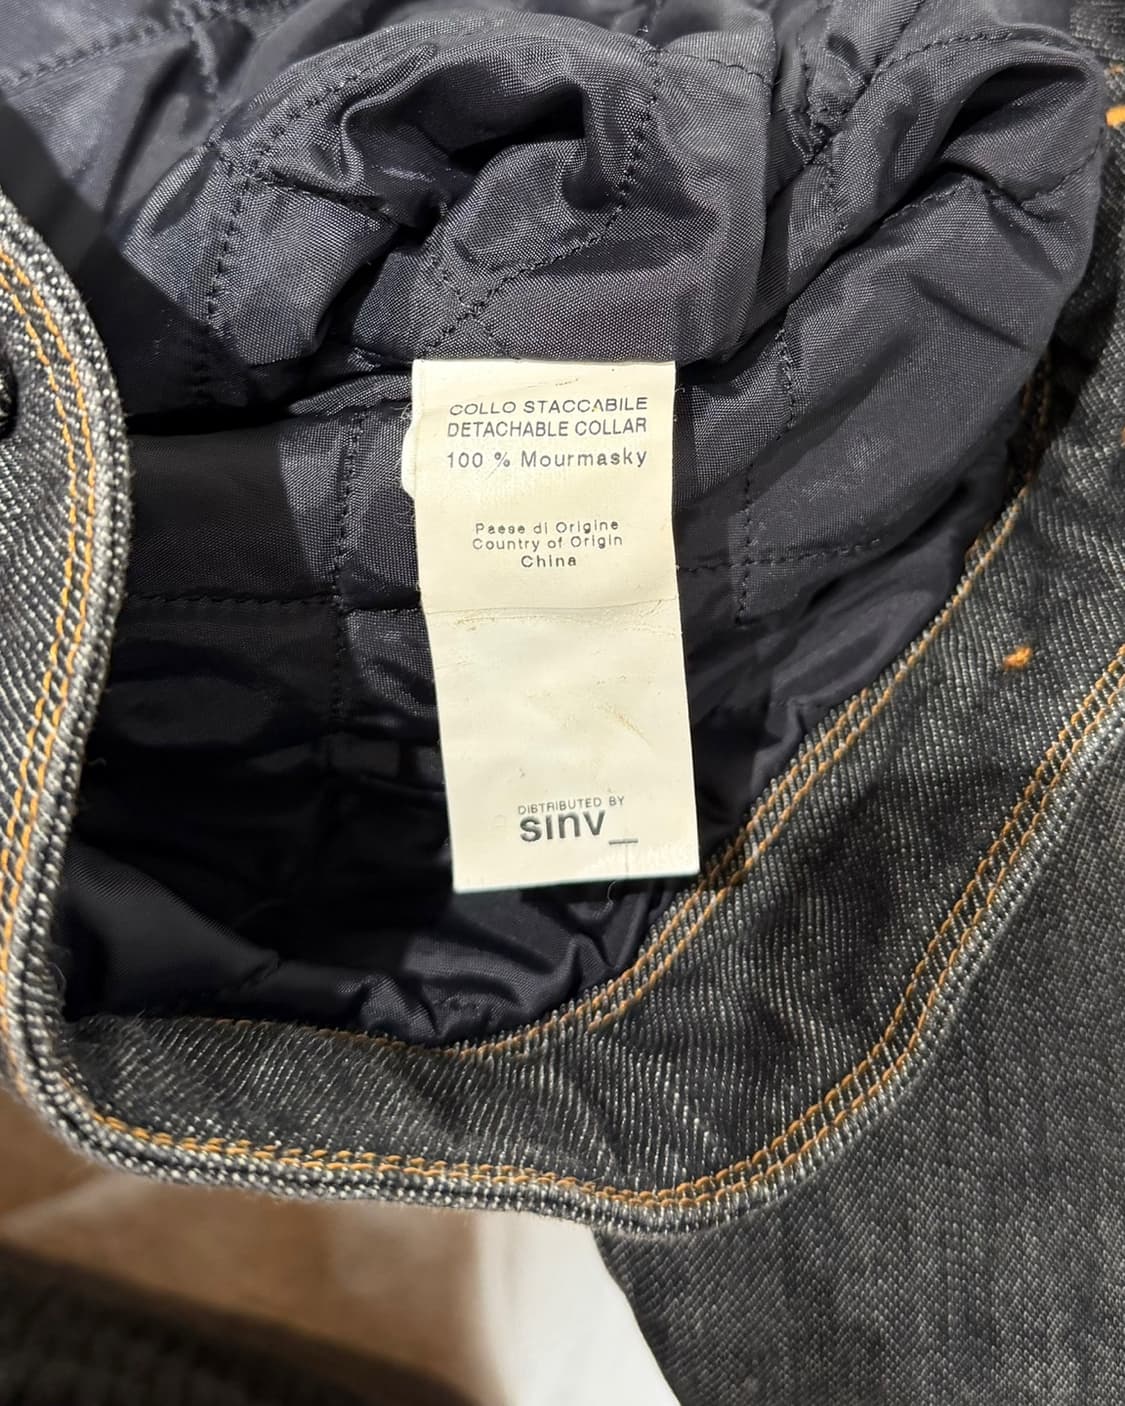 COLLO STACCABILE
DETACHABLE COLLAR
100 % Mourmasky
Paese di Origine
Country of Origin
China
DISTRIBUTED BY
sinv_